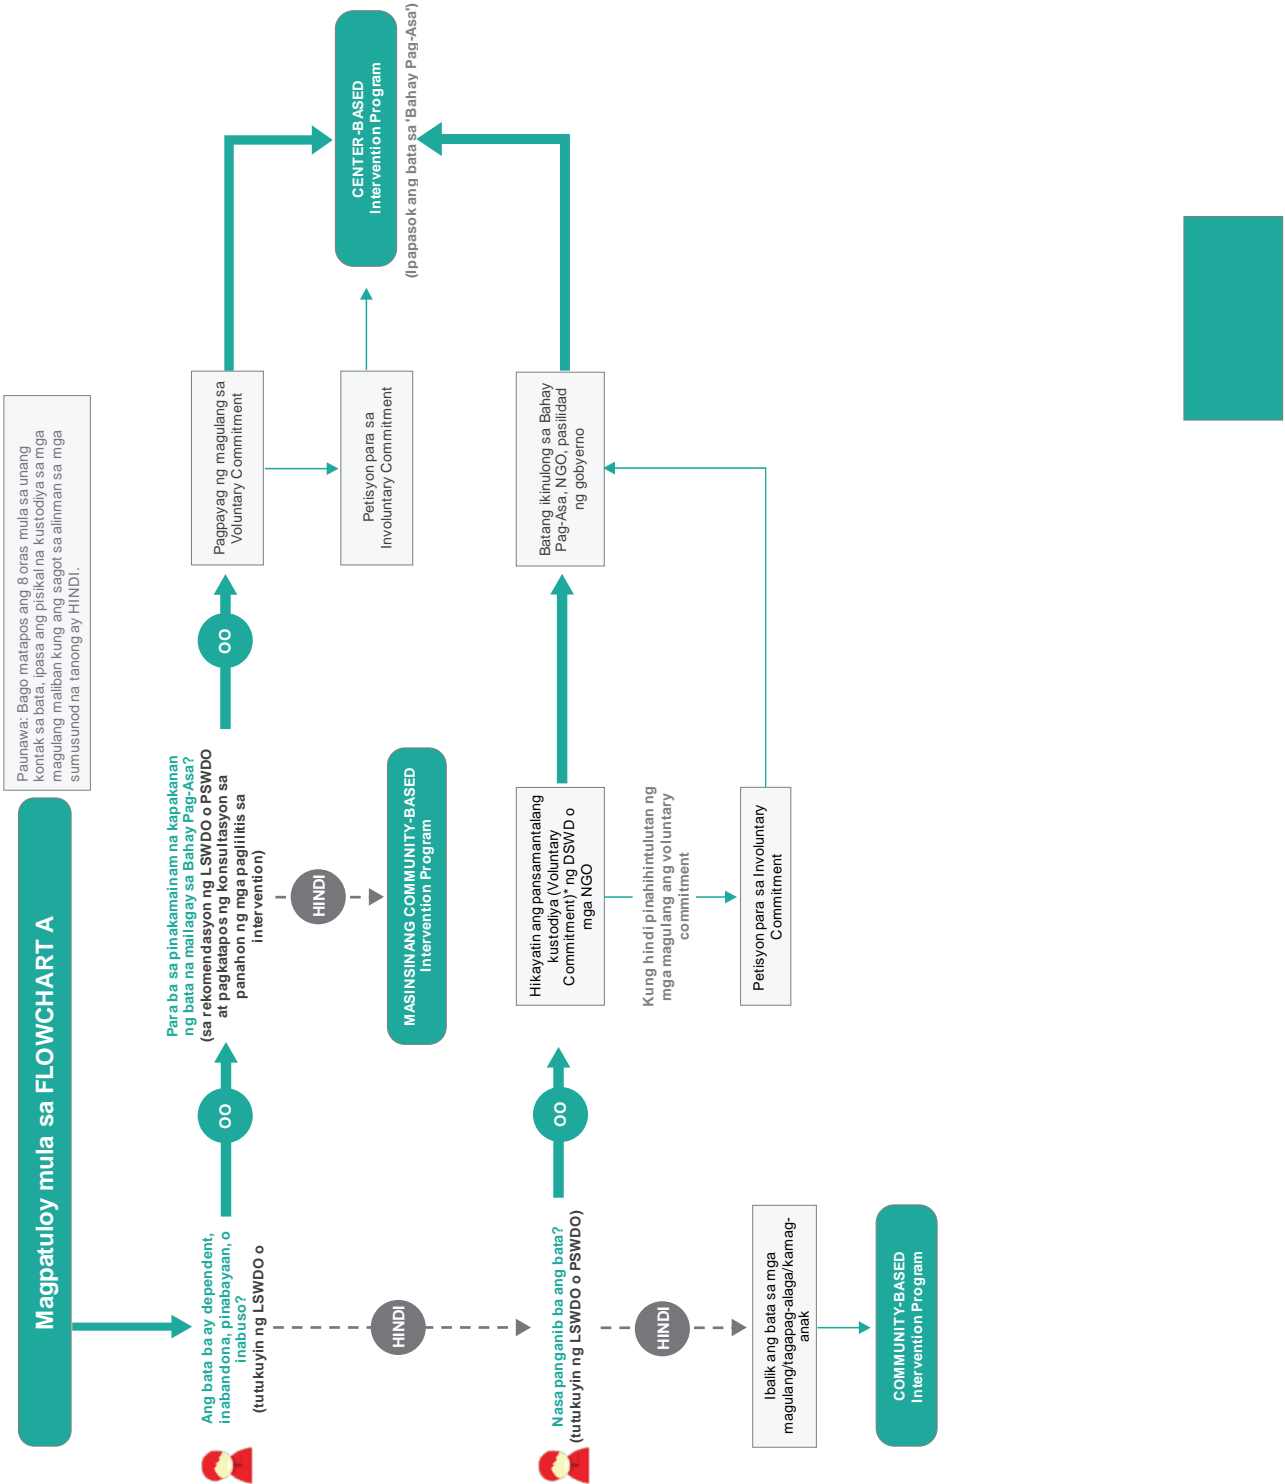 Magpatuloy mula sa FLOWCHART A
Paunawa: Bago matapos ang 8 oras mula sa unang
kontak sa bata, ipasa ang pisikal na kustodiya sa mga
magulang maliban kung ang sagot sa alinman sa mga
sumusunod na tanong ay HINDI.
Ang bata ba ay dependent,
inabandona, pinabayaan, o
inabuso?
(tutukuyin ng LSWDO o
OO
Para ba sa pinakamainam na kapakanan
ng bata na mailagay sa Bahay Pag-Asa?
(sa rekomendasyon ng LSWDO o PSWDO
at pagkatapos ng konsultasyon sa
panahon ng mga paglilitis sa
intervention)
OO
Pagpayag ng magulang sa
Voluntary Commitment
Petisyon para sa
Involuntary Commitment
CENTER-BASED
Intervention Program
(Ipapasok ang bata sa 'Bahay Pag-Asa')
HINDI
MASINSINANG COMMUNITY-BASED
Intervention Program
HINDI
Nasa panganib ba ang bata?
(tutukuyin ng LSWDO o PSWDO)
OO
Hikayatin ang pansamantalang
kustodiya (Voluntary
Commitment)* ng DSWD o
mga NGO
Batang ikinulong sa Bahay
Pag-Asa, NGO, pasilidad
ng gobyerno
Kung hindi pinahihintulutan ng
mga magulang ang voluntary
commitment
Petisyon para sa Involuntary
Commitment
HINDI
Ibalik ang bata sa mga
magulang/tagapag-alaga/kamag-
anak
COMMUNITY-BASED
Intervention Program